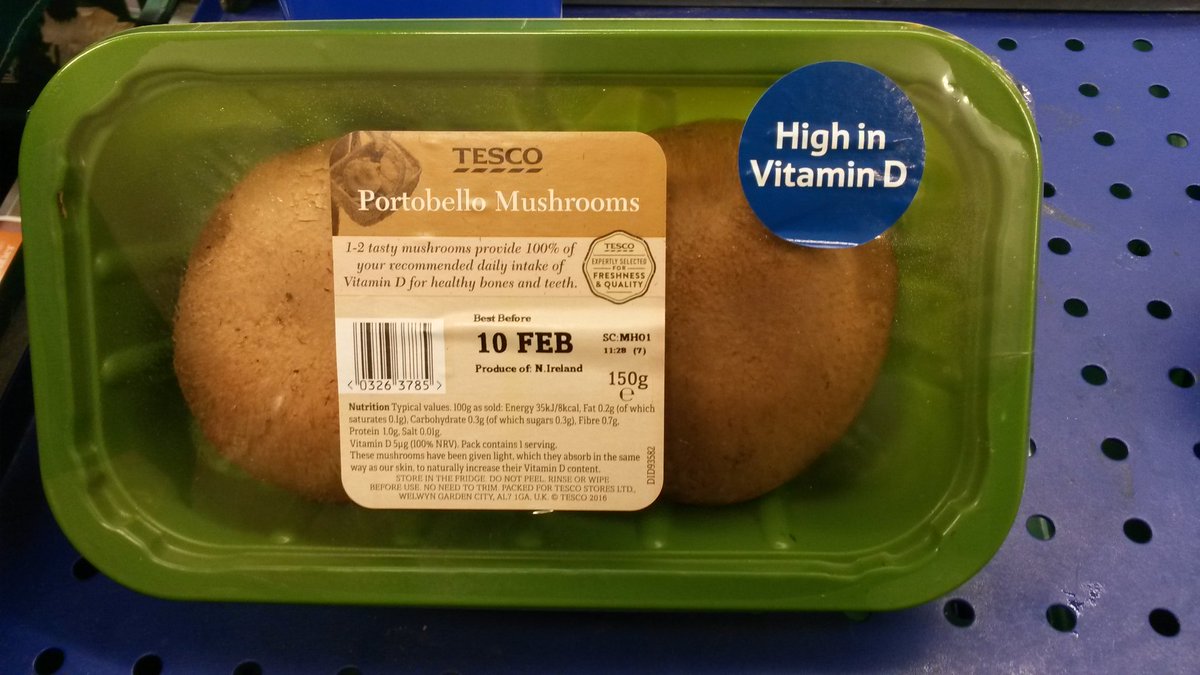 High in
Vitamin D
TESCO
Portobello Mushrooms
1-2 tasty mushrooms provide 100% of
your recommended daily intake of
Vitamin D for healthy bones and teeth.
TESCO
EXPERTLY SELECTED
FOR
FRESHNESS
& QUALITY
Best Before
10 FEB
Produce of: N.Ireland
SC:MH01
11:28 (7)
150g
e
< 0326 3785 >
Nutrition Typical values. 100g as sold: Energy 35kJ/8kcal, Fat 0.2g (of which
saturates 0.1g), Carbohydrate 0.3g (of which sugars 0.3g), Fibre 0.7g,
Protein 1.0g, Salt 0.01g.
Vitamin D 5µg (100% NRV). Pack contains 1 serving.
These mushrooms have been given light, which they absorb in the same
way as our skin, to naturally increase their Vitamin D content.
STORE IN THE FRIDGE. DO NOT PEEL. RINSE OR WIPE
BEFORE USE. NO NEED TO TRIM. PACKED FOR TESCO STORES LTD.,
WELWYN GARDEN CITY, AL7 1GA, U.K. © TESCO 2016
D1D93582